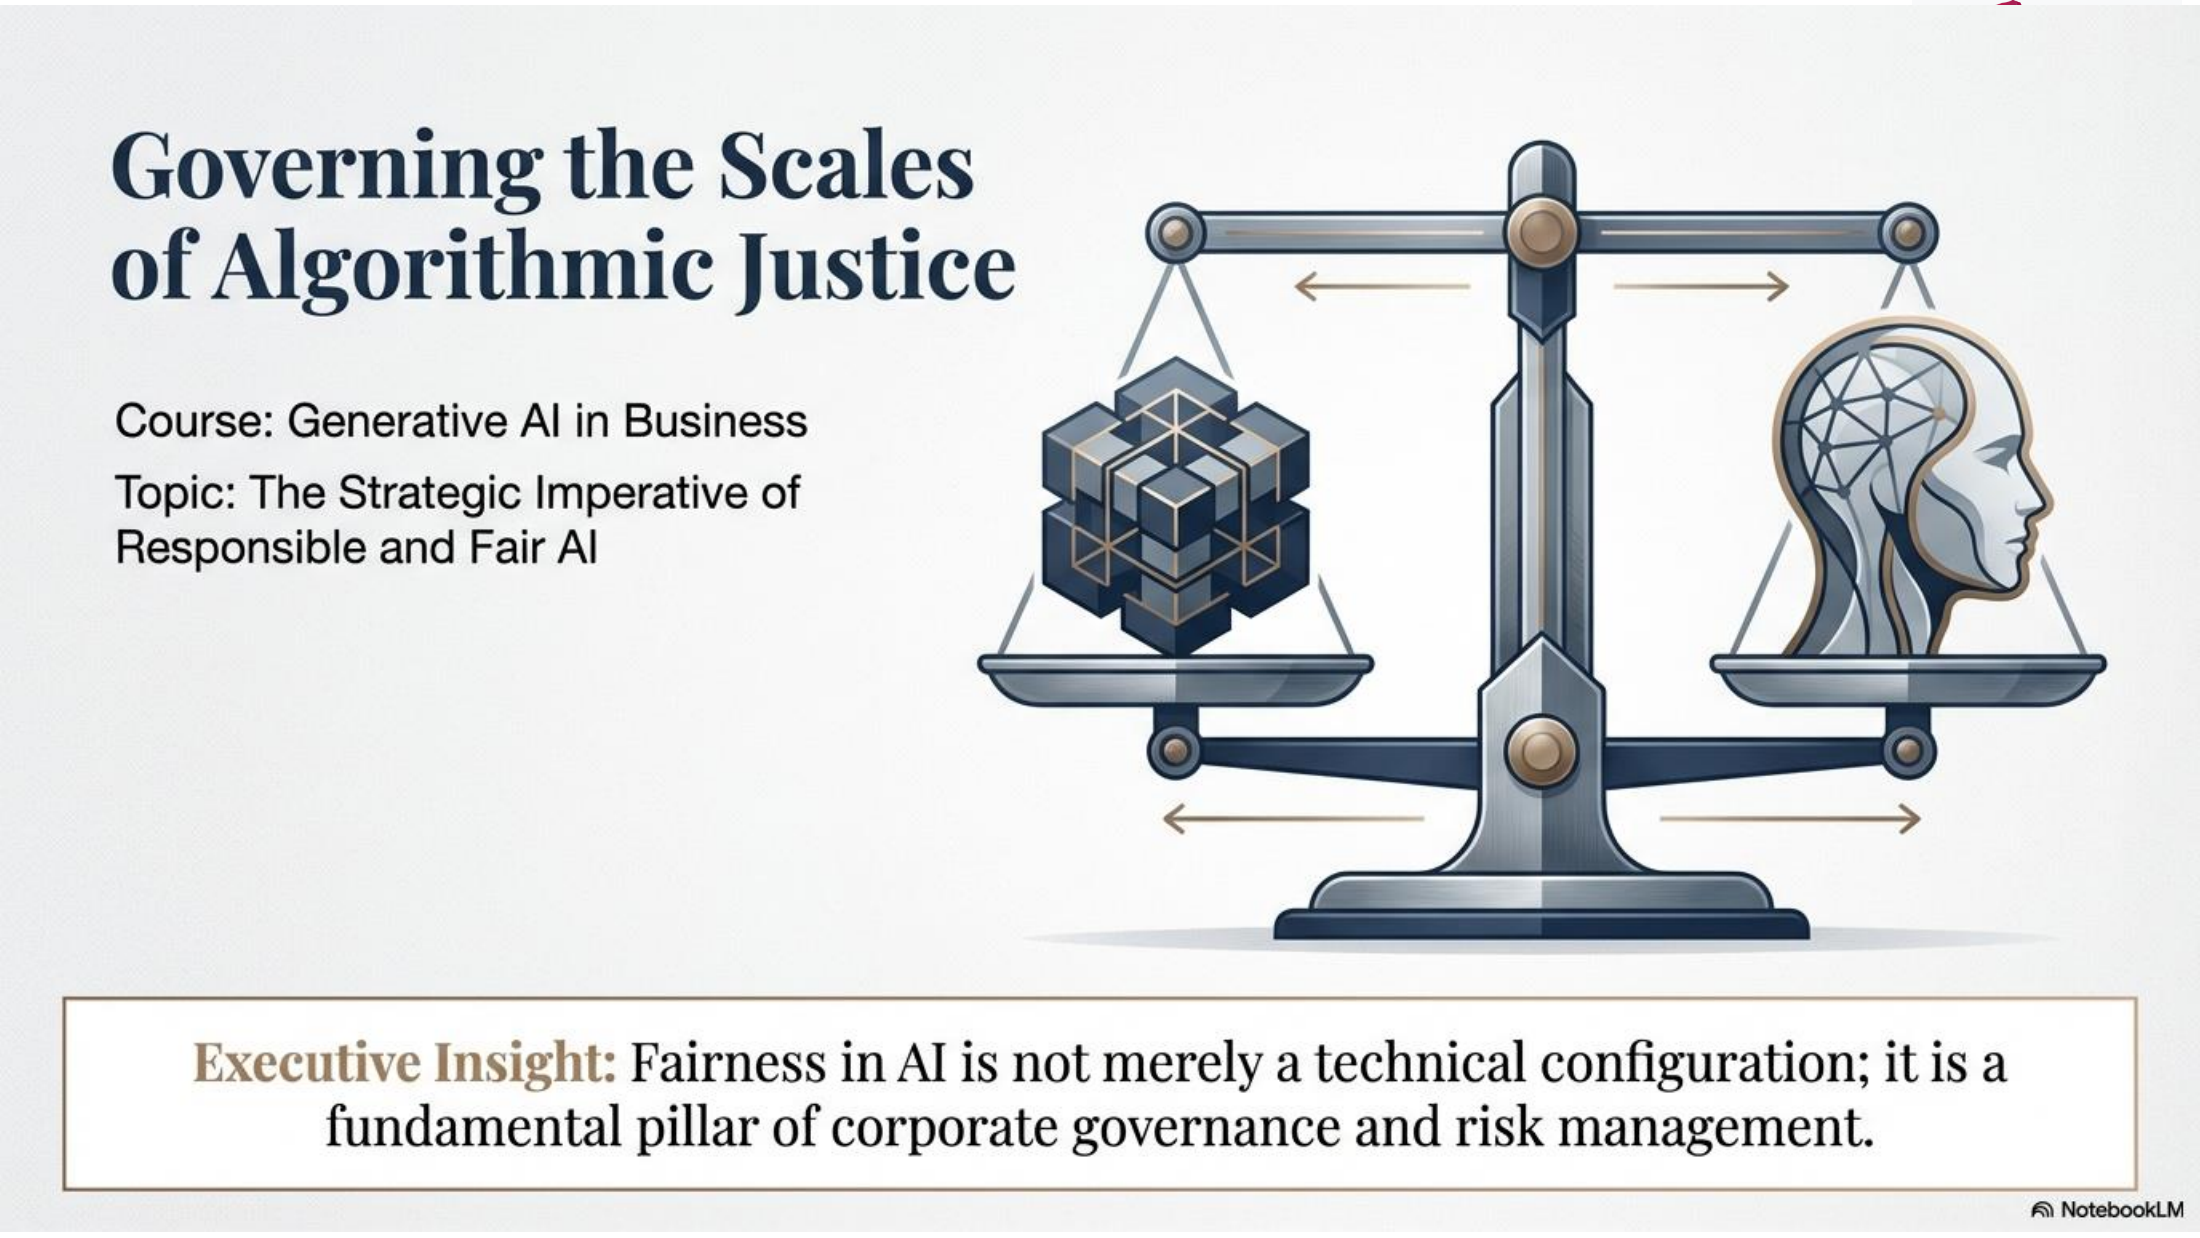 Governing the Scales
of Algorithmic Justice
Course: Generative AI in Business
Topic: The Strategic Imperative of
Responsible and Fair AI
Executive Insight: Fairness in AI is not merely a technical configuration; it is a
fundamental pillar of corporate governance and risk management.
NotebookLM